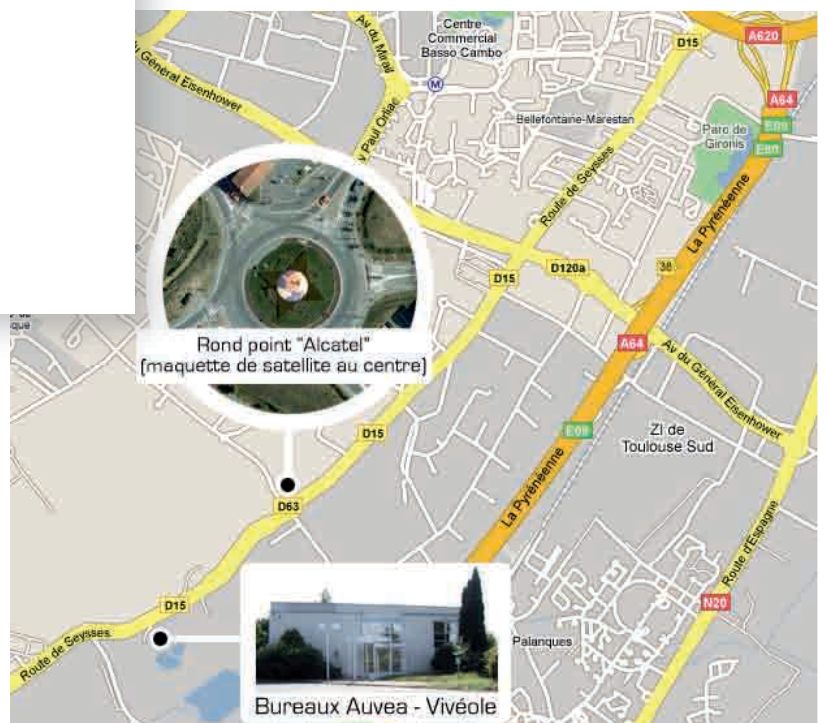 Centre
Commercial
Basso Cambo
D15
A620
Av du Mirail
Av du Général Eisenhower
M
A64
Bellefontaine-Marestan
Parc de
Gironis
E80
Paul Orliac
Route de Seysses
La Pyrénéenne
D15
D120a
38
que
Rond point "Alcatel"
(maquette de satellite au centre)
A64
Av du Général Eisenhower
D15
E09
ZI de
Toulouse Sud
La Pyrénéenne
D63
Route d'Espagne
D15
N20
Route de Seysses
Palanques
Bureaux Auvea - Vivéole